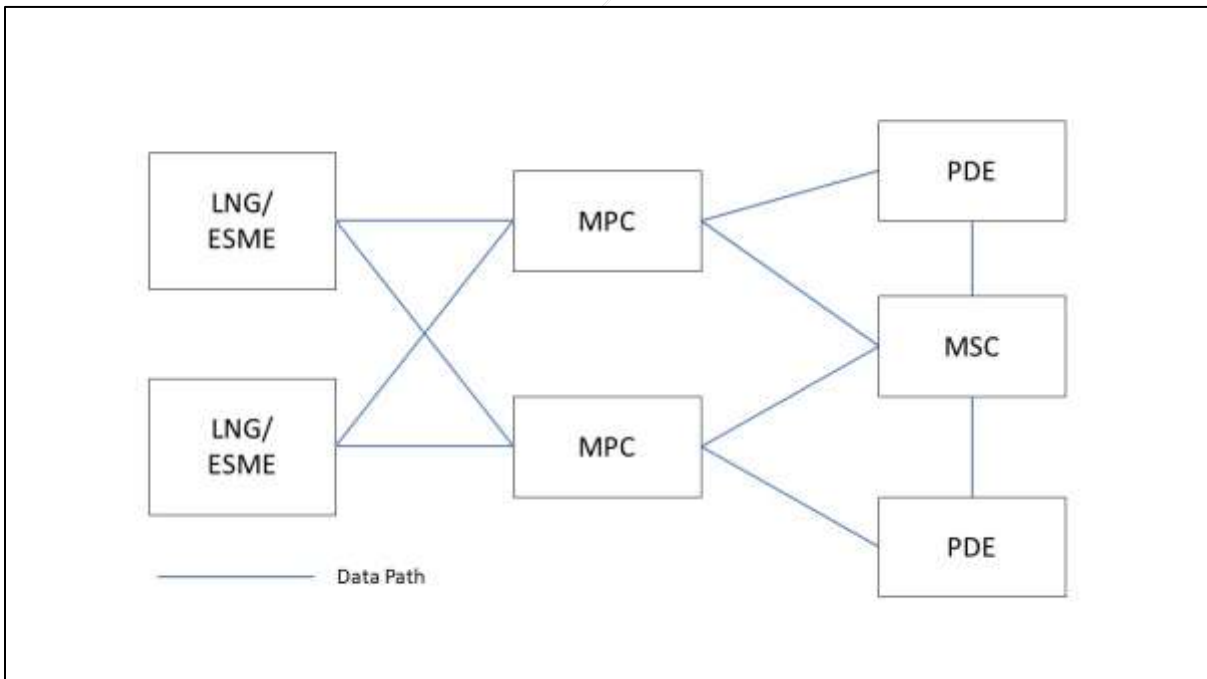 LNG/
ESME
MPC
PDE
MSC
LNG/
ESME
MPC
PDE
Data Path